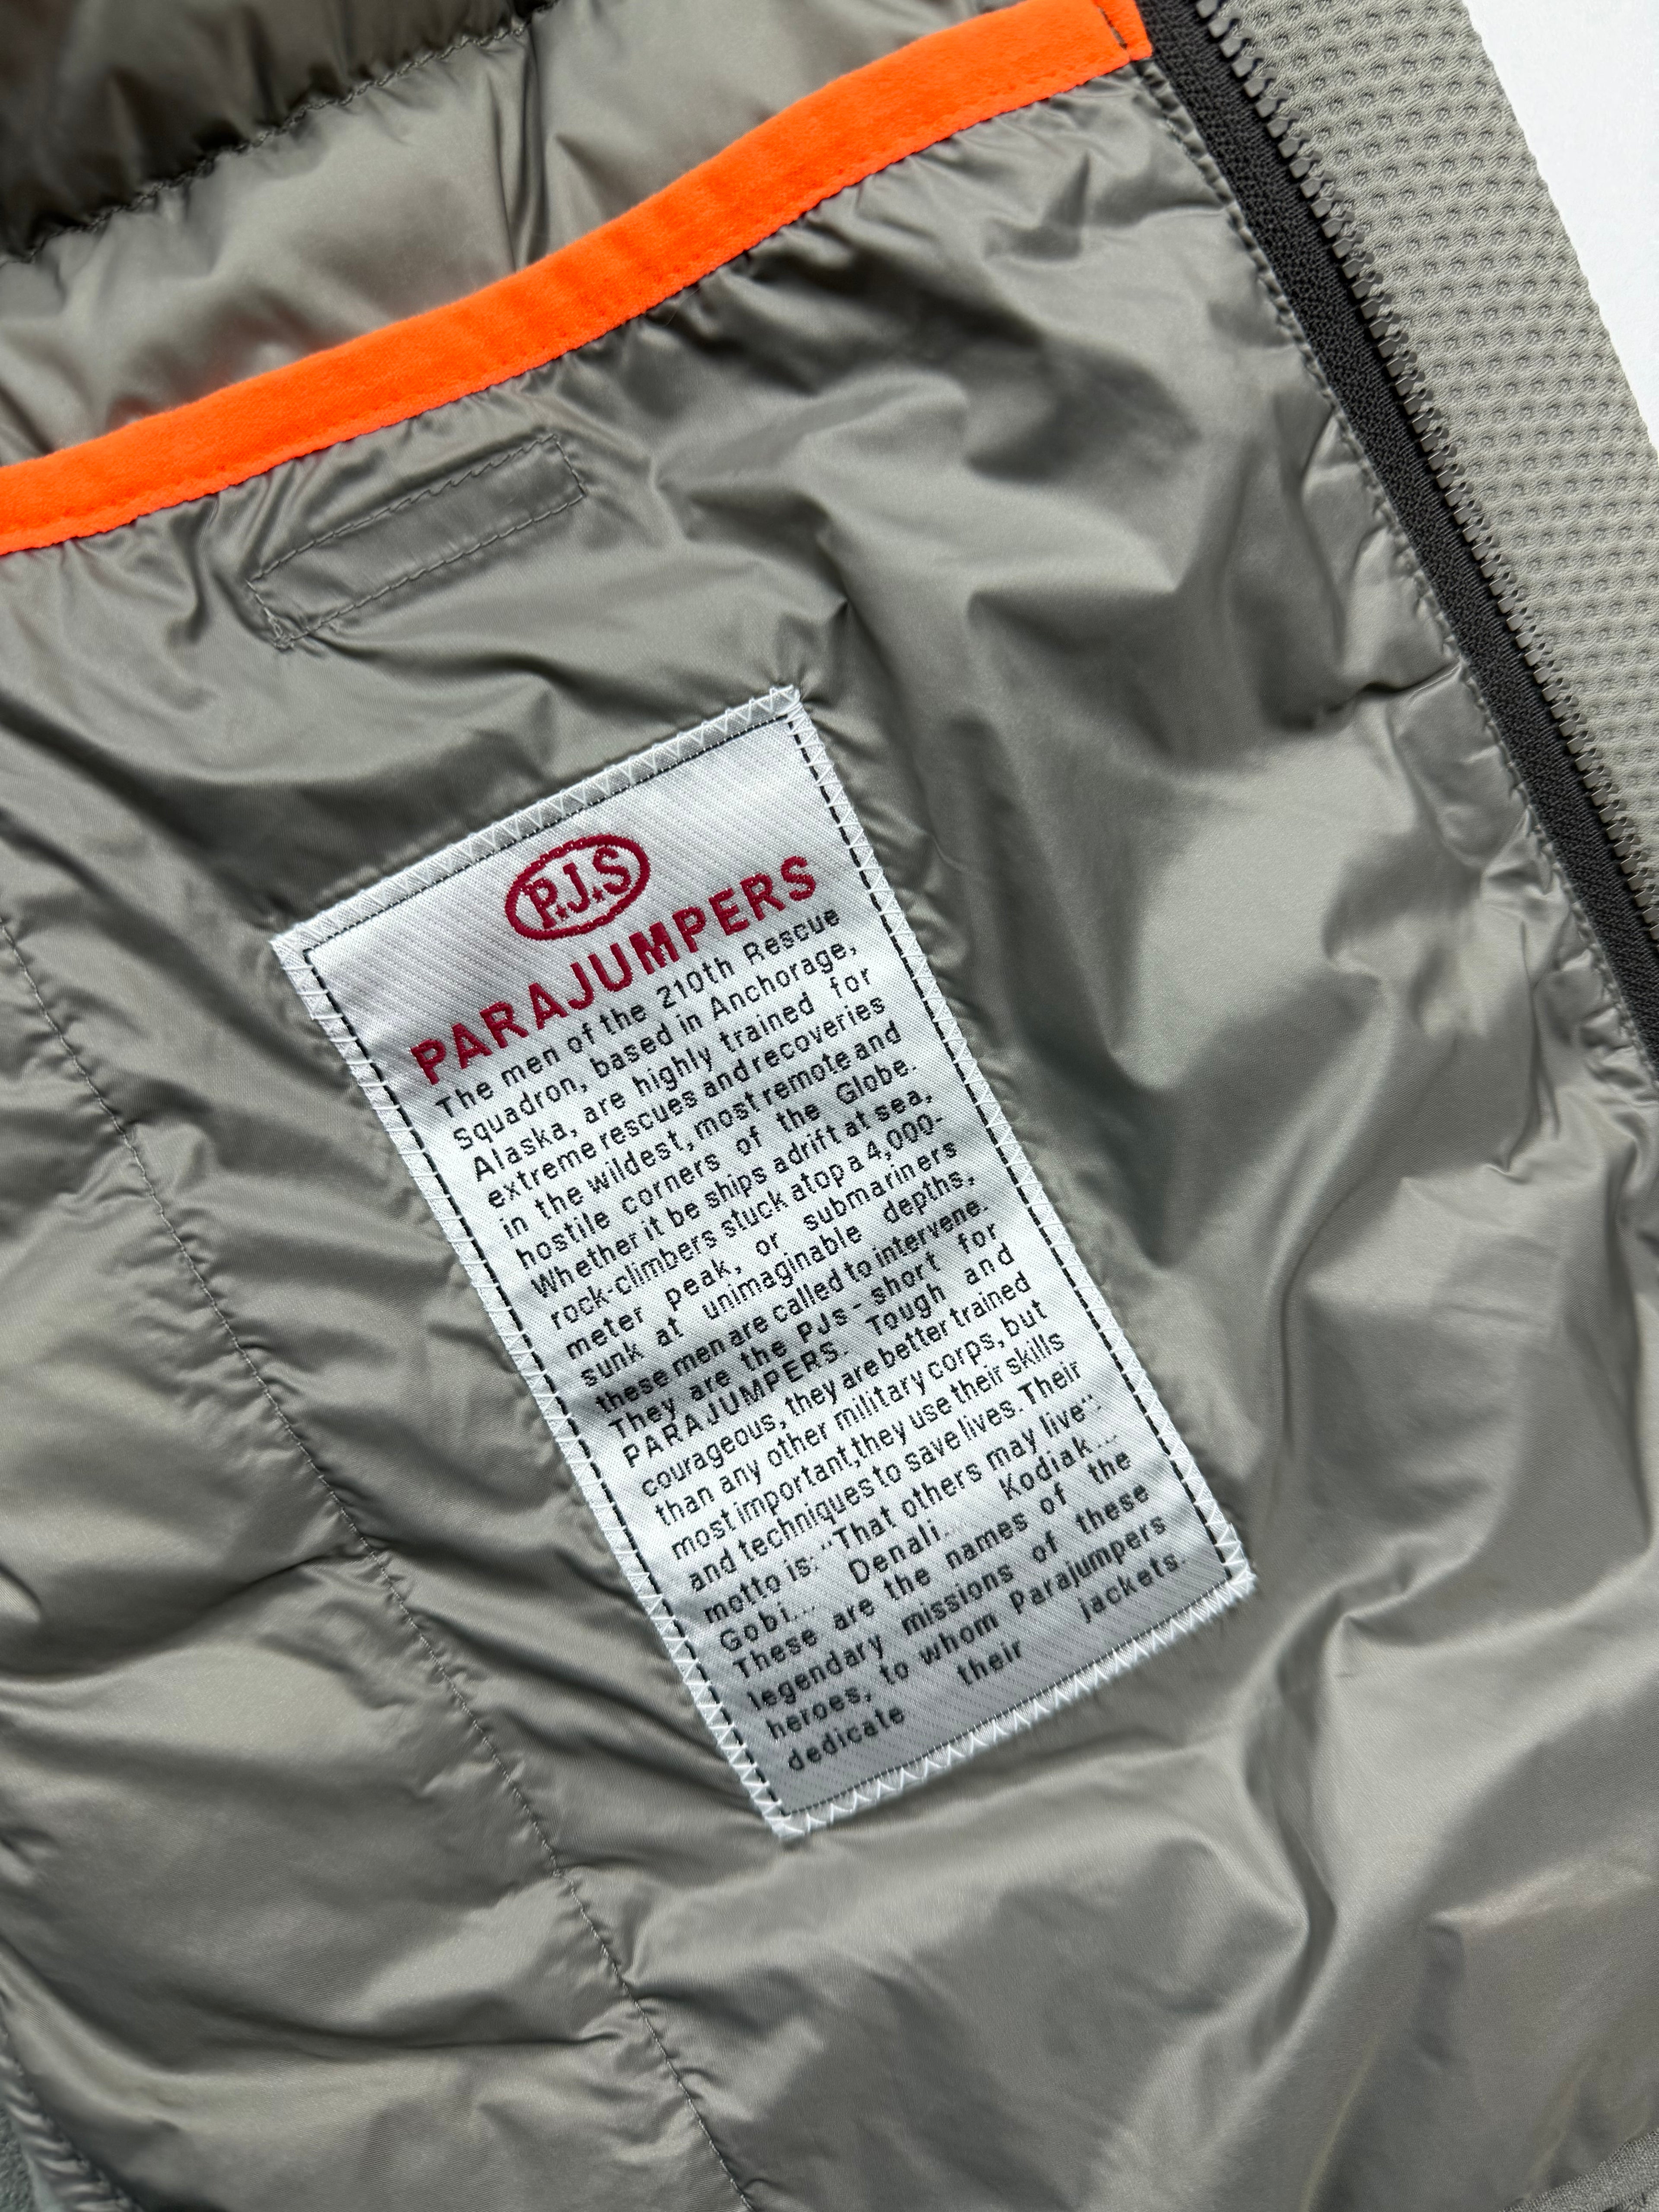 P.J.S
PARAJUMPERS
The men of the 210th Rescue
Squadron, based in Anchorage,
Alaska, are highly trained for
extreme rescues and recoveries
in the wildest, most remote and
hostile corners of the Globe.
Whether it be ships adrift at sea,
rock-climbers stuck atop a 4,000-
meter peak, or submariners
sunk at unimaginable depths,
these men are called to intervene.
They are the PJs - short for
PARAJUMPERS. Tough and
courageous, they are better trained
than any other military corps, but
most important, they use their skills
and techniques to save lives. Their
motto is: "That others may live":
Gobi... Denali... Kodiak...
These are the names of the
legendary missions of these
heroes, to whom Parajumpers
dedicate their jackets.